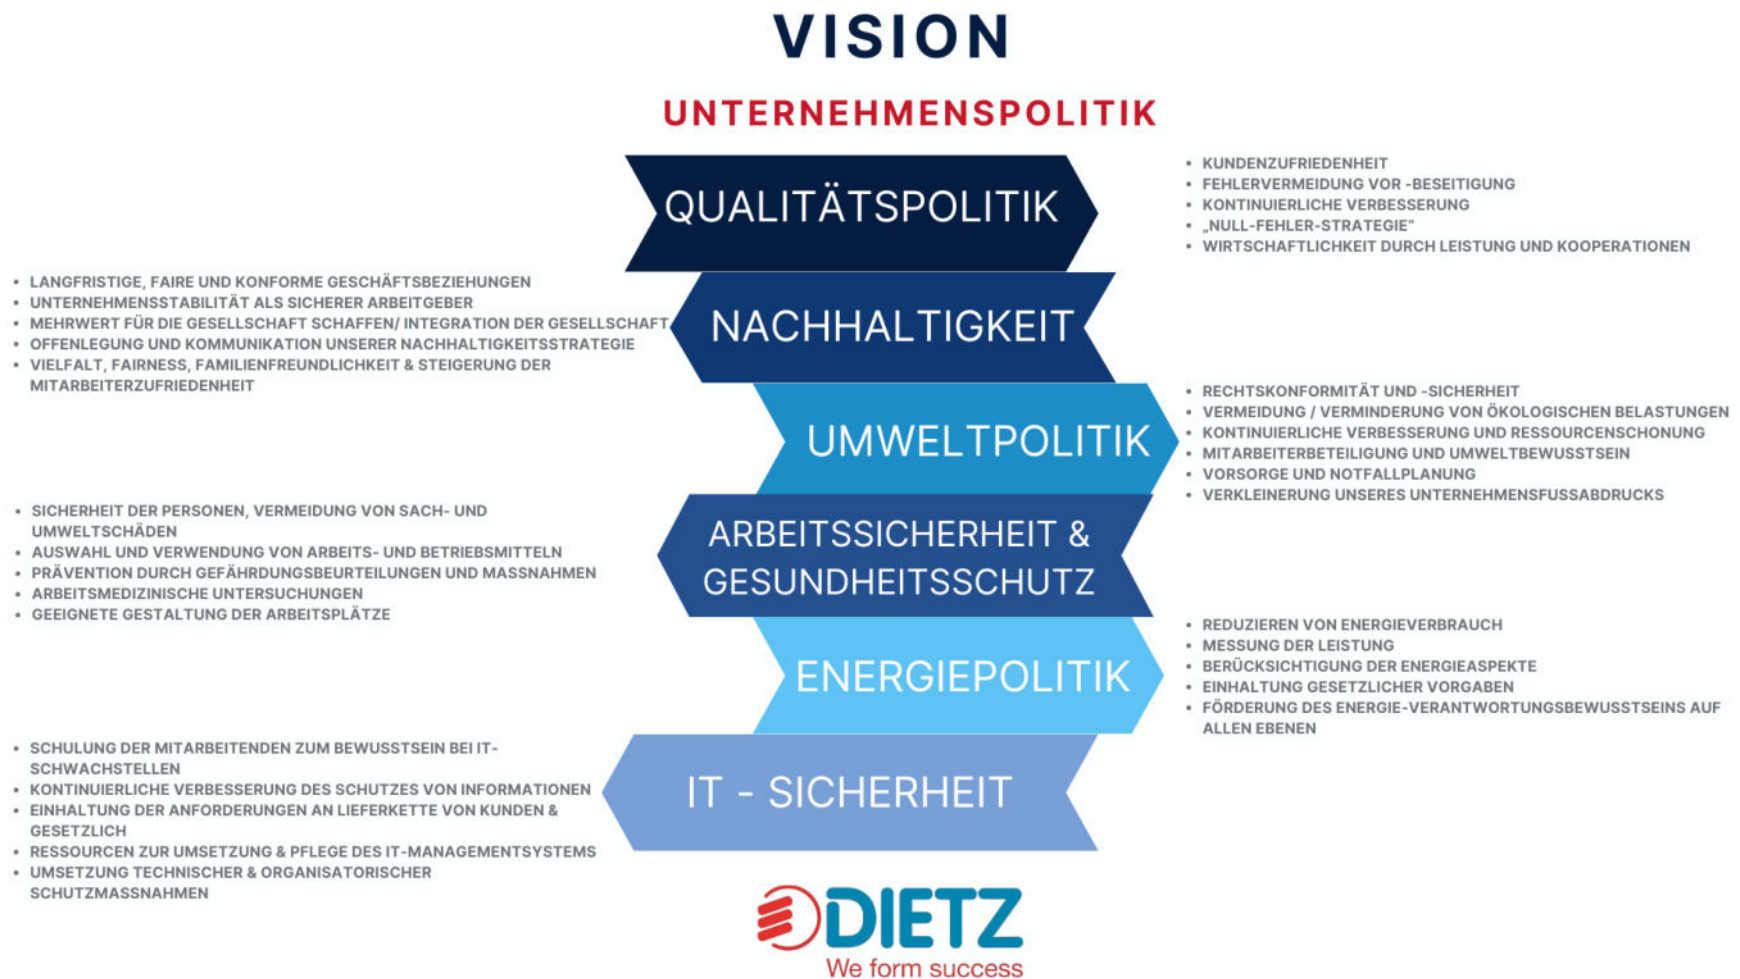 VISION
UNTERNEHMENSPOLITIK
QUALITÄTSPOLITIK
• KUNDENZUFRIEDENHEIT
• FEHLERVERMEIDUNG VOR -BESEITIGUNG
• KONTINUIERLICHE VERBESSERUNG
• „NULL-FEHLER-STRATEGIE"
• WIRTSCHAFTLICHKEIT DURCH LEISTUNG UND KOOPERATIONEN
NACHHALTIGKEIT
• LANGFRISTIGE, FAIRE UND KONFORME GESCHÄFTSBEZIEHUNGEN
• UNTERNEHMENSSTABILITÄT ALS SICHERER ARBEITGEBER
• MEHRWERT FÜR DIE GESELLSCHAFT SCHAFFEN/ INTEGRATION DER GESELLSCHAFT
• OFFENLEGUNG UND KOMMUNIKATION UNSERER NACHHALTIGKEITSSTRATEGIE
• VIELFALT, FAIRNESS, FAMILIENFREUNDLICHKEIT & STEIGERUNG DER
MITARBEITERZUFRIEDENHEIT
UMWELTPOLITIK
• RECHTSKONFORMITÄT UND -SICHERHEIT
• VERMEIDUNG / VERMINDERUNG VON ÖKOLOGISCHEN BELASTUNGEN
• KONTINUIERLICHE VERBESSERUNG UND RESSOURCENSCHONUNG
• MITARBEITERBETEILIGUNG UND UMWELTBEWUSSTSEIN
• VORSORGE UND NOTFALLPLANUNG
• VERKLEINERUNG UNSERES UNTERNEHMENSFUSSABDRUCKS
ARBEITSSICHERHEIT &
GESUNDHEITSSCHUTZ
• SICHERHEIT DER PERSONEN, VERMEIDUNG VON SACH- UND
UMWELTSCHÄDEN
• AUSWAHL UND VERWENDUNG VON ARBEITS- UND BETRIEBSMITTELN
• PRÄVENTION DURCH GEFÄHRDUNGSBEURTEILUNGEN UND MASSNAHMEN
• ARBEITSMEDIZINISCHE UNTERSUCHUNGEN
• GEEIGNETE GESTALTUNG DER ARBEITSPLÄTZE
ENERGIEPOLITIK
• REDUZIEREN VON ENERGIEVERBRAUCH
• MESSUNG DER LEISTUNG
• BERÜCKSICHTIGUNG DER ENERGIEASPEKTE
• EINHALTUNG GESETZLICHER VORGABEN
• FÖRDERUNG DES ENERGIE-VERANTWORTUNGSBEWUSSTSEINS AUF
ALLEN EBENEN
IT - SICHERHEIT
• SCHULUNG DER MITARBEITENDEN ZUM BEWUSSTSEIN BEI IT-
SCHWACHSTELLEN
• KONTINUIERLICHE VERBESSERUNG DES SCHUTZES VON INFORMATIONEN
• EINHALTUNG DER ANFORDERUNGEN AN LIEFERKETTE VON KUNDEN &
GESETZLICH
• RESSOURCEN ZUR UMSETZUNG & PFLEGE DES IT-MANAGEMENTSYSTEMS
• UMSETZUNG TECHNISCHER & ORGANISATORISCHER
SCHUTZMASSNAHMEN
DIETZ
We form success